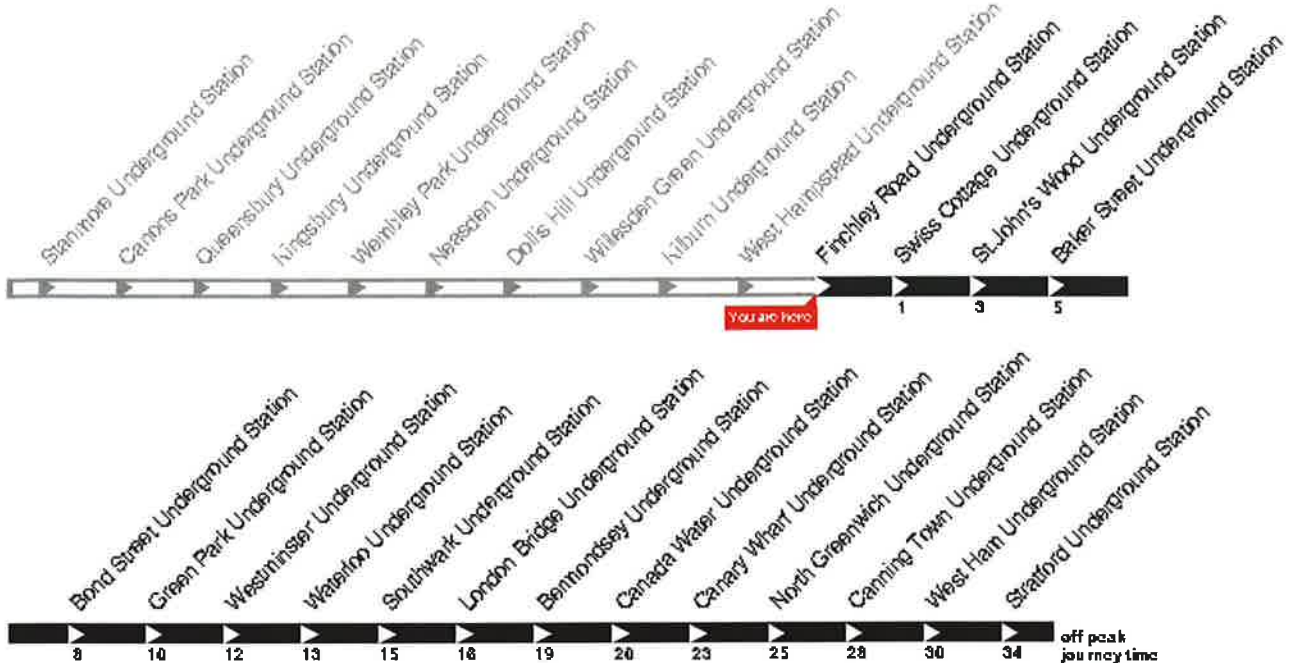 Stanmore Underground Station
Canons Park Underground Station
Queensbury Underground Station
Kingsbury Underground Station
Wembley Park Underground Station
Neasden Underground Station
Dollis Hill Underground Station
Willesden Green Underground Station
Kilburn Underground Station
West Hampstead Underground Station
Finchley Road Underground Station
Swiss Cottage Underground Station
St.John's Wood Underground Station
Baker Street Underground Station
You are here
1 3 5
Bond Street Underground Station
Green Park Underground Station
Westminster Underground Station
Waterloo Underground Station
Southwark Underground Station
London Bridge Underground Station
Bermondsey Underground Station
Canada Water Underground Station
Canary Wharf Underground Station
North Greenwich Underground Station
Canning Town Underground Station
West Ham Underground Station
Stratford Underground Station
8 10 12 13 15 16 19 20 23 25 28 30 34
off peak
journey time